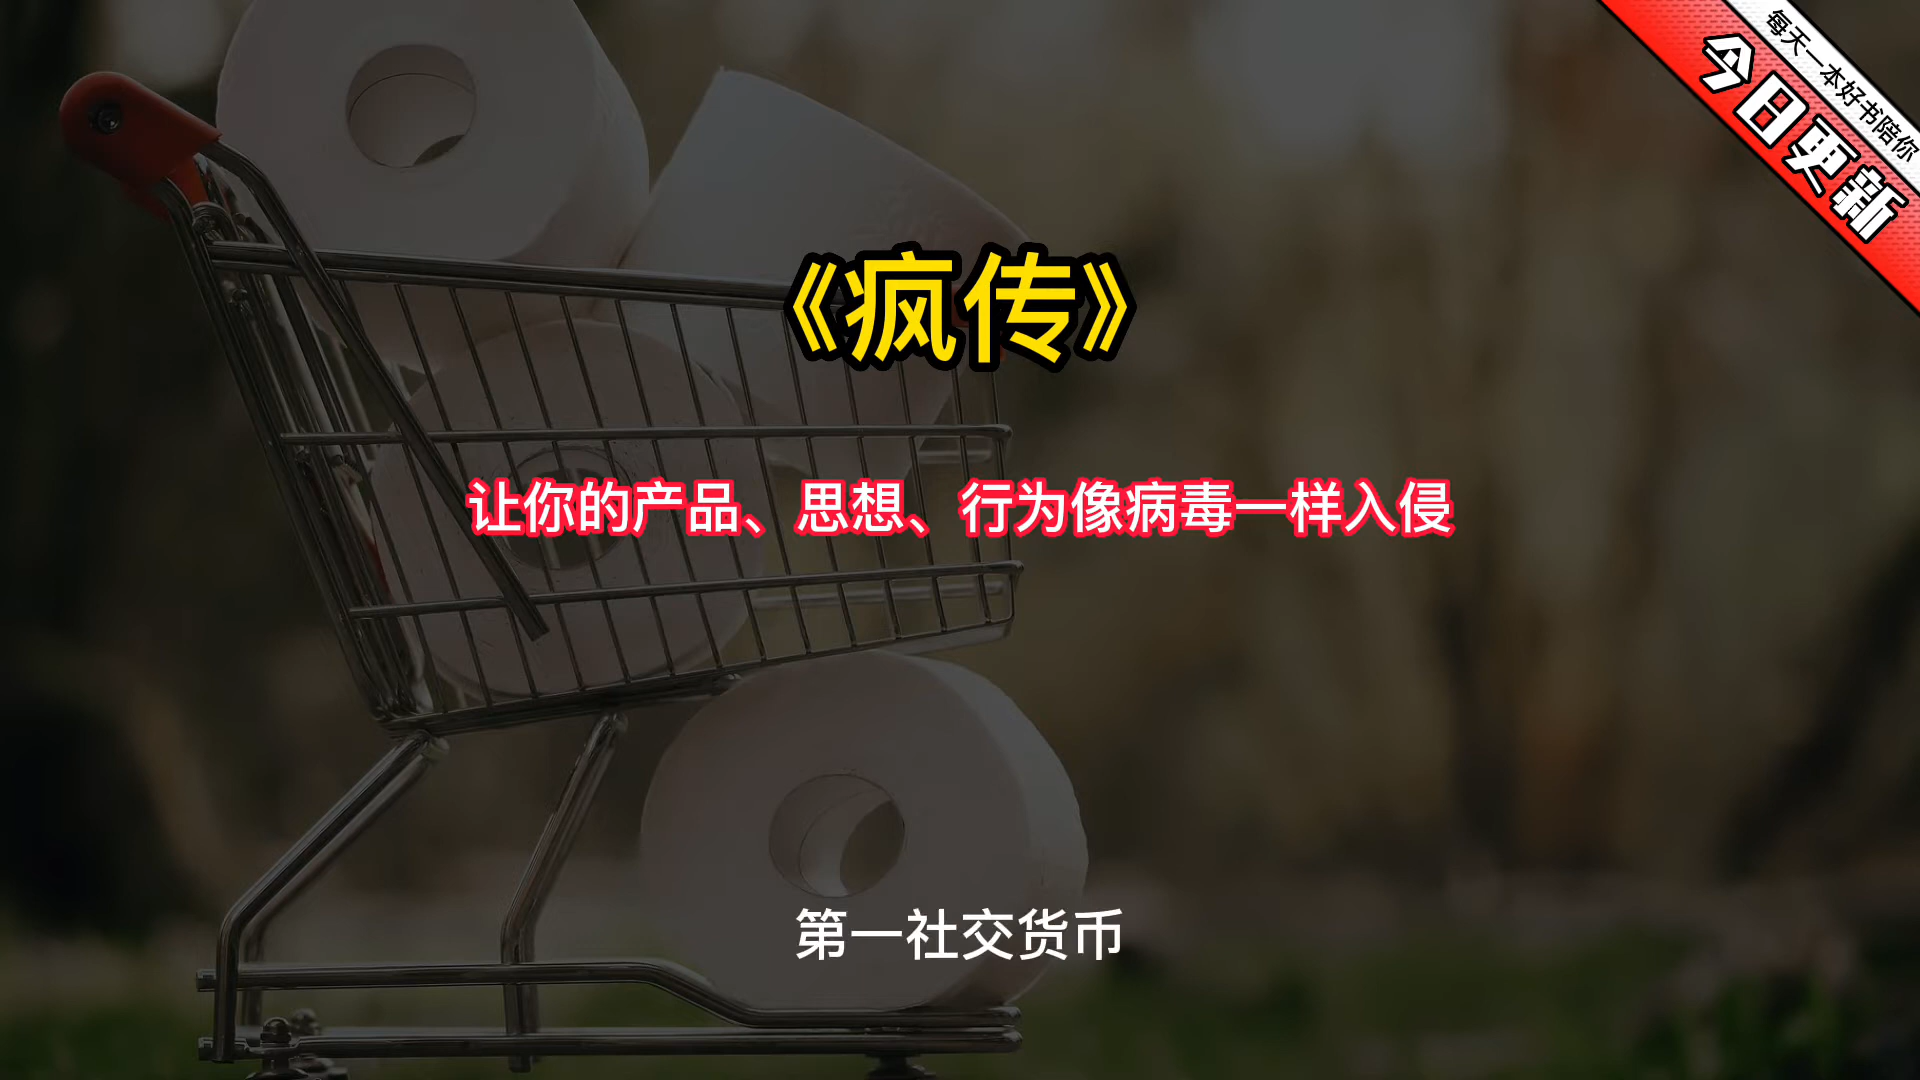 每天一本好书陪你
今日更新
《疯传》
让你的产品、思想、行为像病毒一样入侵
第一社交货币